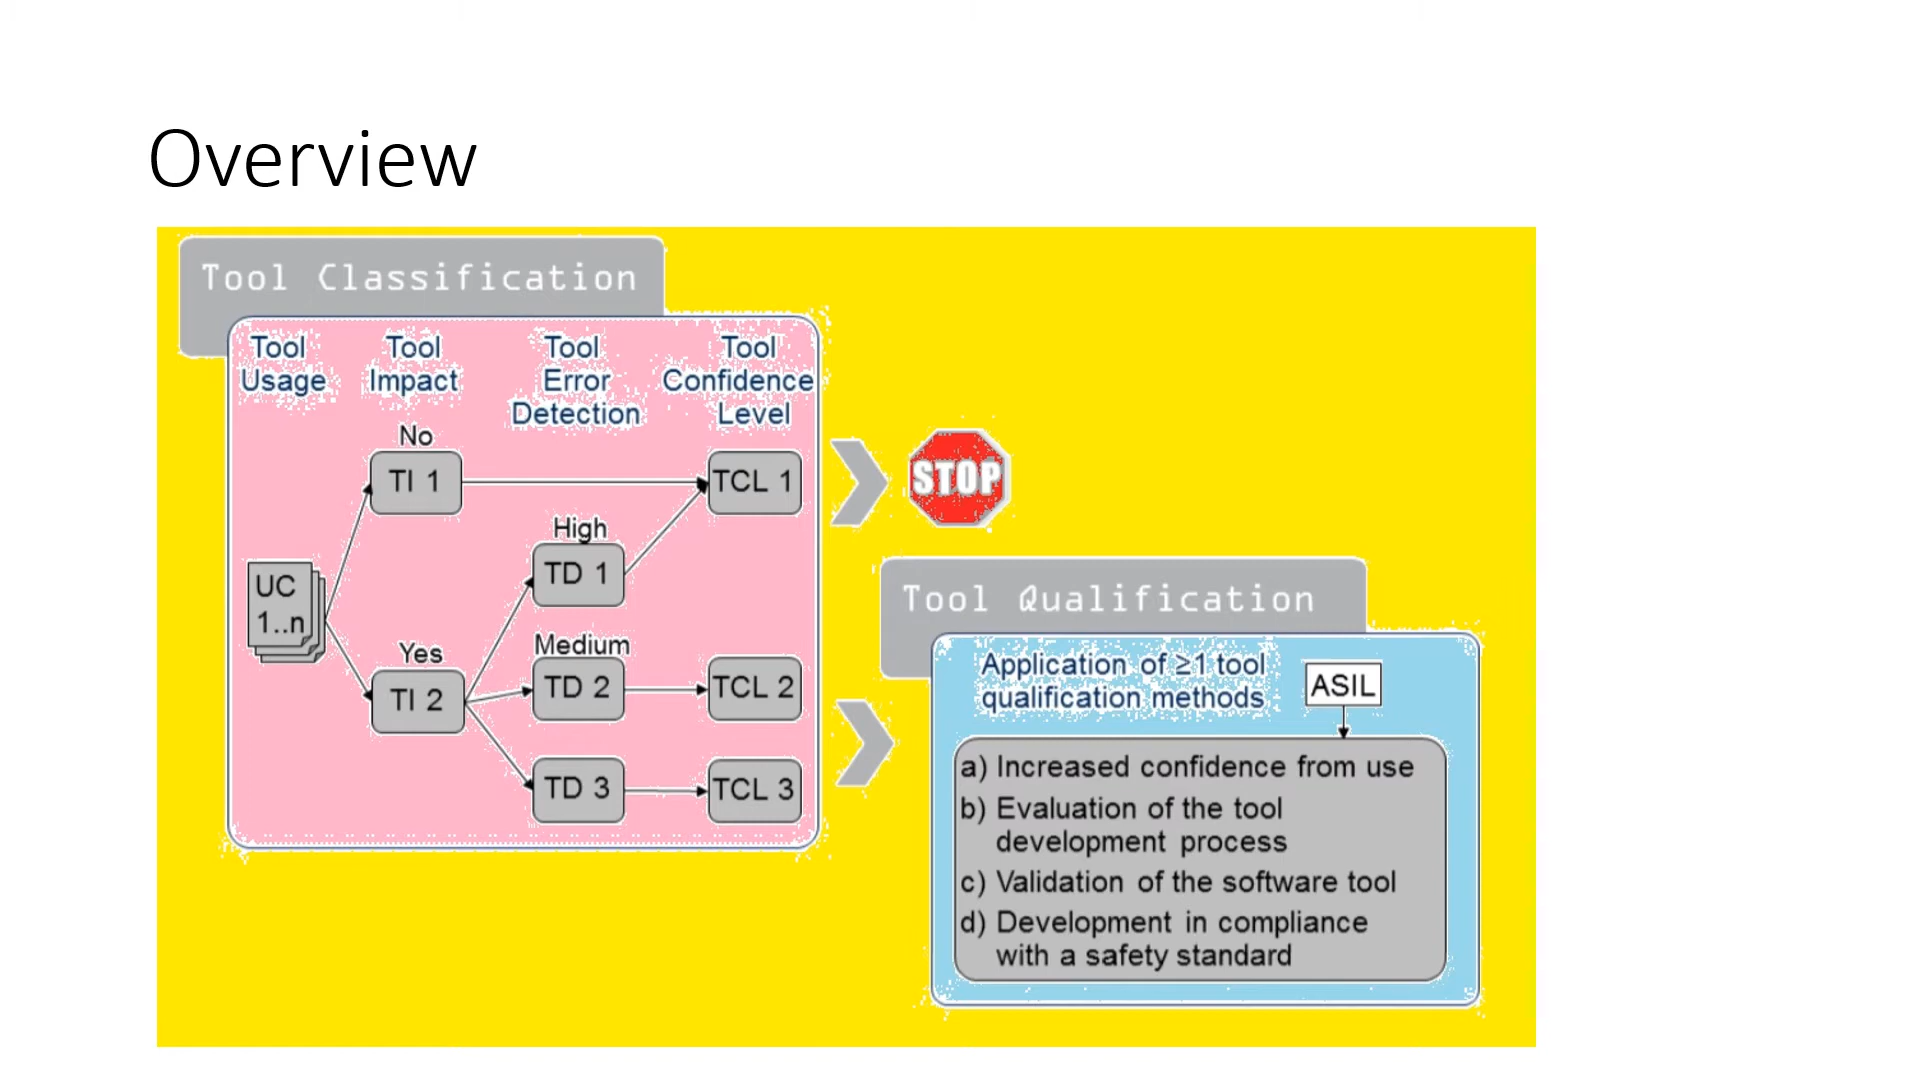 Overview
Tool Classification
Tool Usage
Tool Impact
Tool Error Detection
Tool Confidence Level
No
TI 1
TCL 1
STOP
High
TD 1
UC
1..n
Yes
TI 2
Medium
TD 2
TCL 2
TD 3
TCL 3
Tool Qualification
Application of ≥1 tool
qualification methods
ASIL
a) Increased confidence from use
b) Evaluation of the tool
development process
c) Validation of the software tool
d) Development in compliance
with a safety standard